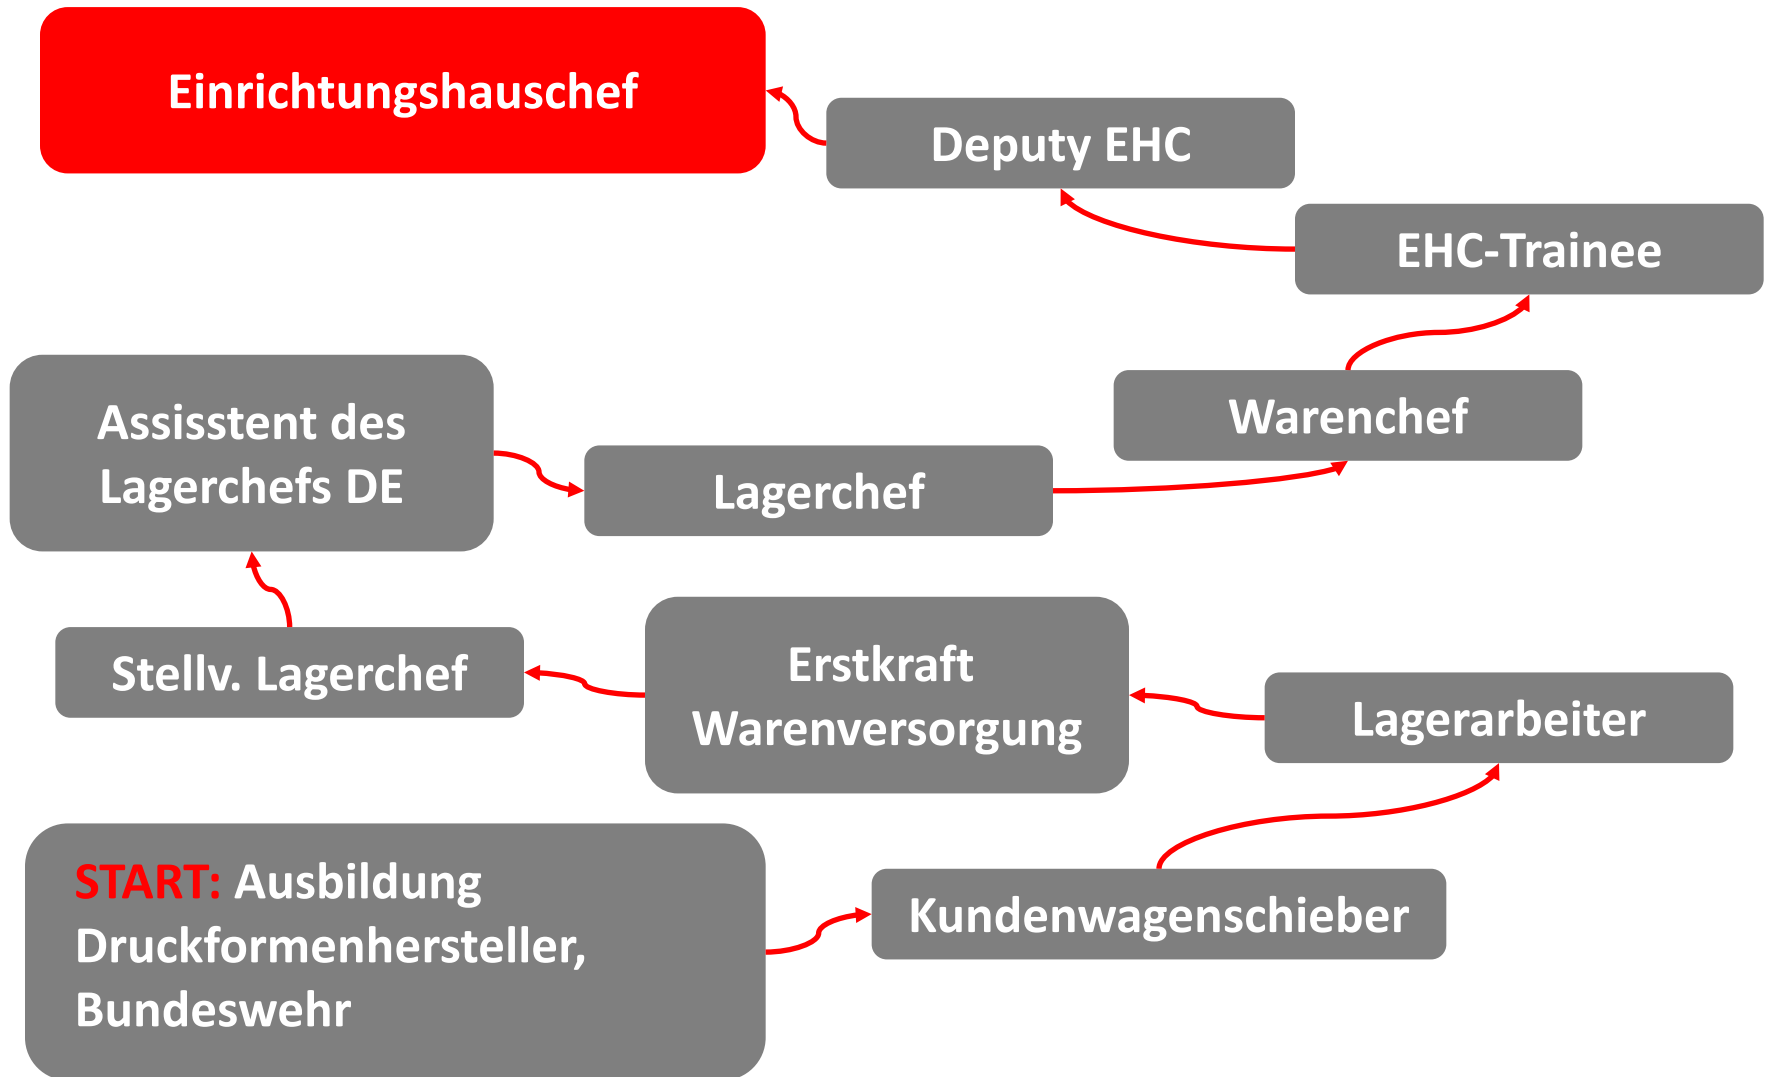 Einrichtungshauschef
Deputy EHC
EHC-Trainee
Warenchef
Assisstent des
Lagerchefs DE
Lagerchef
Erstkraft
Warenversorgung
Stellv. Lagerchef
Lagerarbeiter
START: Ausbildung
Druckformenhersteller,
Bundeswehr
Kundenwagenschieber